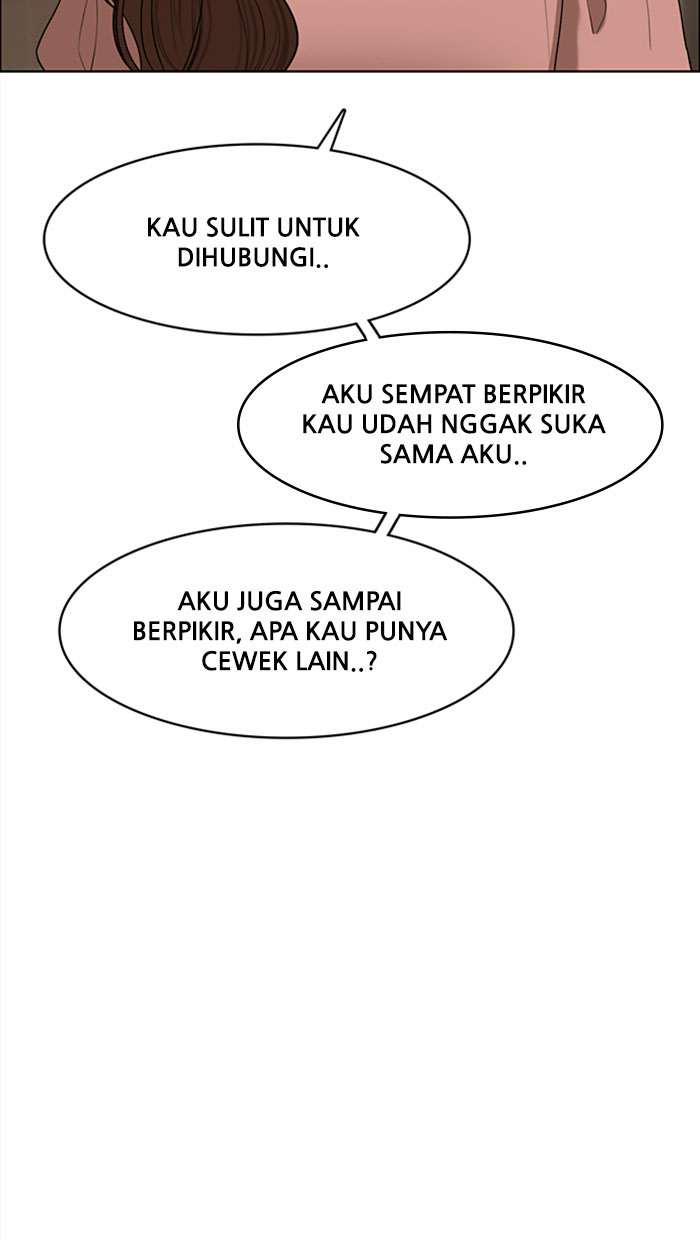 KAU SULIT UNTUK
DIHUBUNGI..
AKU SEMPAT BERPIKIR
KAU UDAH NGGAK SUKA
SAMA AKU..
AKU JUGA SAMPAI
BERPIKIR, APA KAU PUNYA
CEWEK LAIN..?